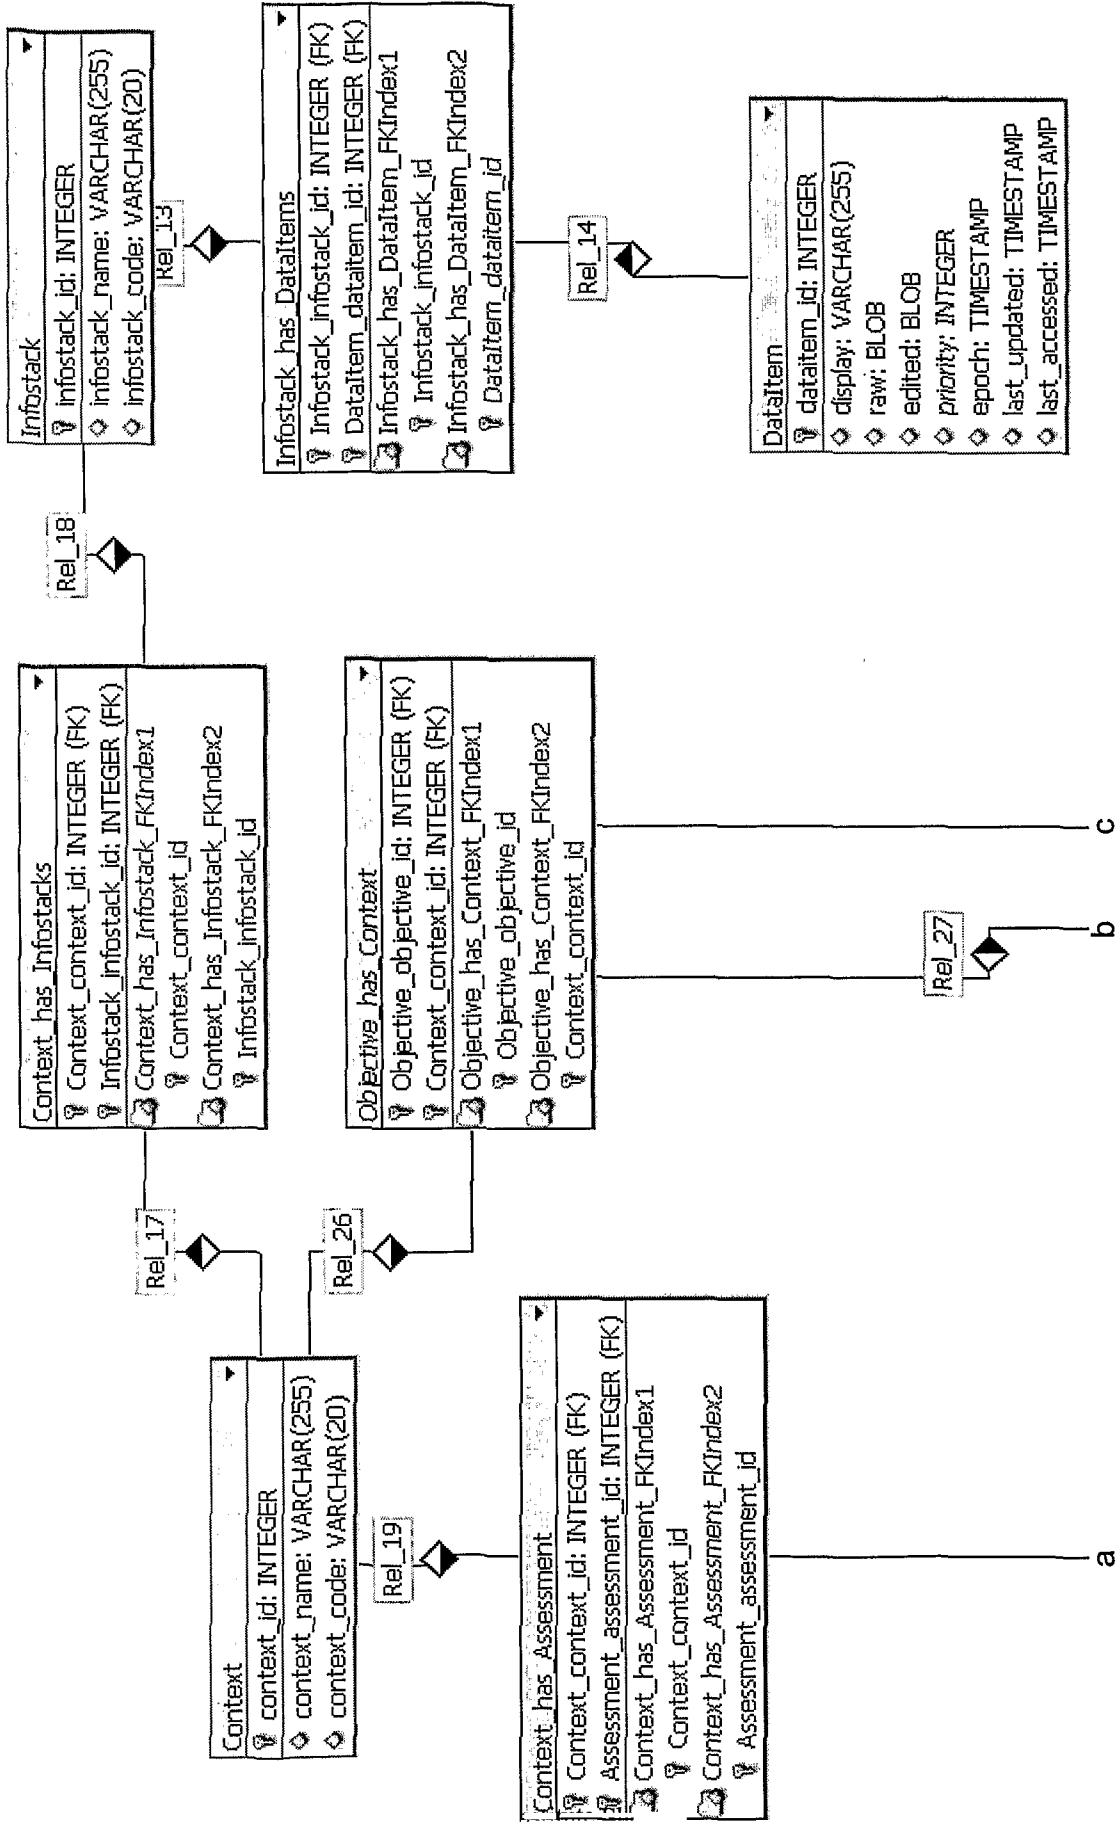 Infostack
infostack_id: INTEGER
infostack_name: VARCHAR(255)
infostack_code: VARCHAR(20)
Rel_13
Rel_18
Infostack_has_DataItems
Infostack_infostack_id: INTEGER (FK)
DataItem_dataitem_id: INTEGER (FK)
Infostack_has_DataItem_FKIndex1
Infostack_infostack_id
Infostack_has_DataItem_FKIndex2
DataItem_dataitem_id
Rel_14
DataItem
dataitem_id: INTEGER
display: VARCHAR(255)
raw: BLOB
edited: BLOB
priority: INTEGER
epoch: TIMESTAMP
last_updated: TIMESTAMP
last_accessed: TIMESTAMP
Context_has_Infostacks
Context_context_id: INTEGER (FK)
Infostack_infostack_id: INTEGER (FK)
Context_has_Infostack_FKIndex1
Context_context_id
Context_has_Infostack_FKIndex2
Infostack_infostack_id
Rel_17
Objective_has_Context
Objective_objective_id: INTEGER (FK)
Context_context_id: INTEGER (FK)
Objective_has_Context_FKIndex1
Objective_objective_id
Objective_has_Context_FKIndex2
Context_context_id
Rel_26
Rel_27
Context
context_id: INTEGER
context_name: VARCHAR(255)
context_code: VARCHAR(20)
Rel_19
Context_has_Assessment
Context_context_id: INTEGER (FK)
Assessment_assessment_id: INTEGER (FK)
Context_has_Assessment_FKIndex1
Context_context_id
Context_has_Assessment_FKIndex2
Assessment_assessment_id
a
b
c